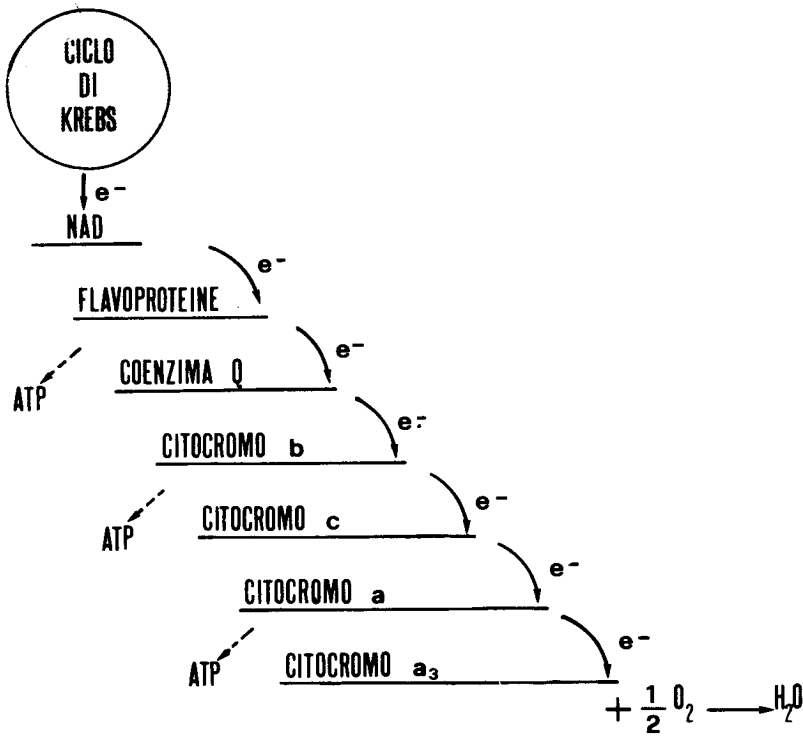 CICLO
DI
KREBS
e⁻
NAD
e⁻
FLAVOPROTEINE
e⁻
COENZIMA Q
ATP
e⁻
CITOCROMO b
e⁻
CITOCROMO c
ATP
e⁻
CITOCROMO a
e⁻
CITOCROMO a₃
ATP
+ 1/2 O₂ → H₂O